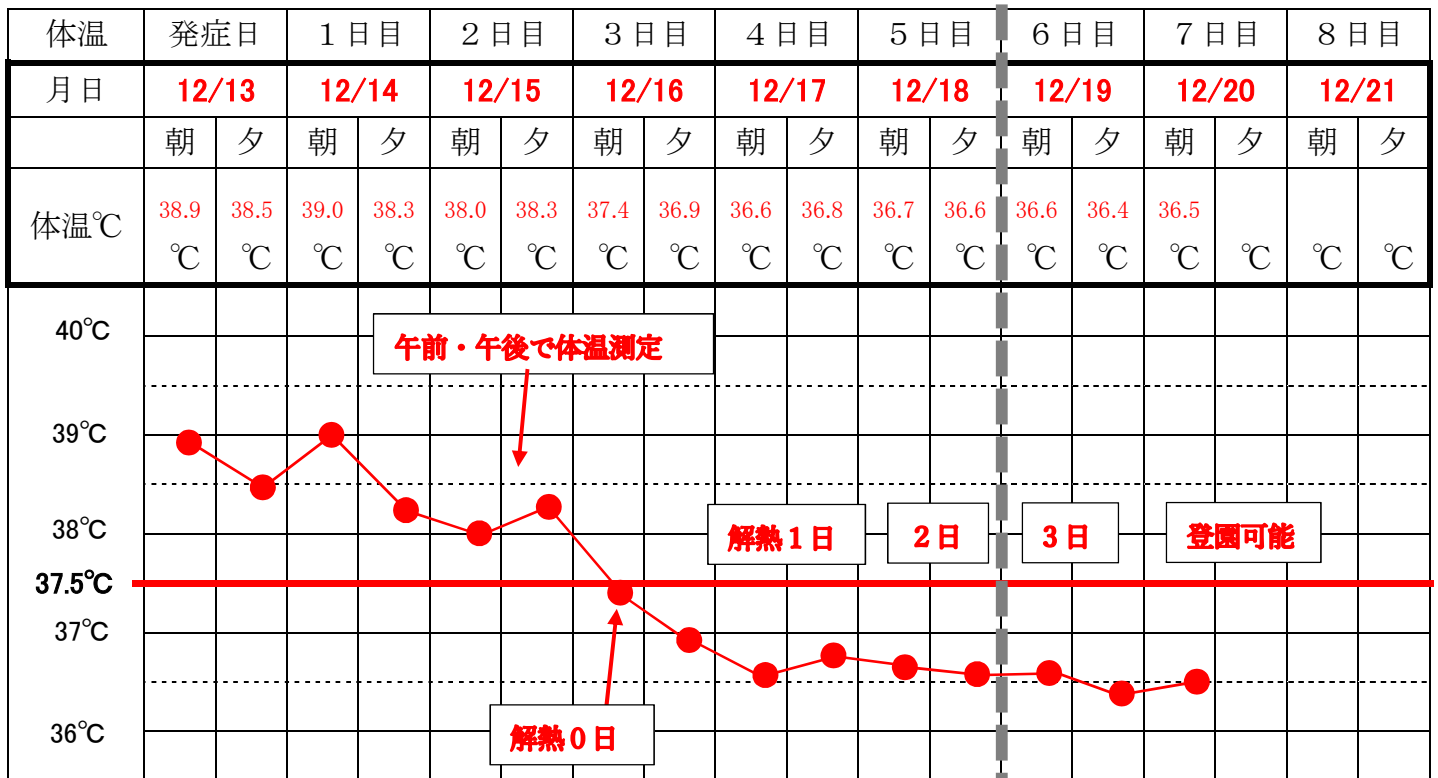 体温 発症日 1日目 2日目 3日目 4日目 5日目 6日目 7日目 8日目
月日 12/13 12/14 12/15 12/16 12/17 12/18 12/19 12/20 12/21
朝 夕 朝 夕 朝 夕 朝 夕 朝 夕 朝 夕 朝 夕 朝 夕 朝 夕
体温℃ 38.9 38.5 39.0 38.3 38.0 38.3 37.4 36.9 36.6 36.8 36.7 36.6 36.6 36.4 36.5
℃ ℃ ℃ ℃ ℃ ℃ ℃ ℃ ℃ ℃ ℃ ℃ ℃ ℃ ℃ ℃ ℃ ℃
40℃
午前・午後で体温測定
39℃
38℃
解熱1日 2日 3日 登園可能
37.5℃
37℃
36℃
解熱0日